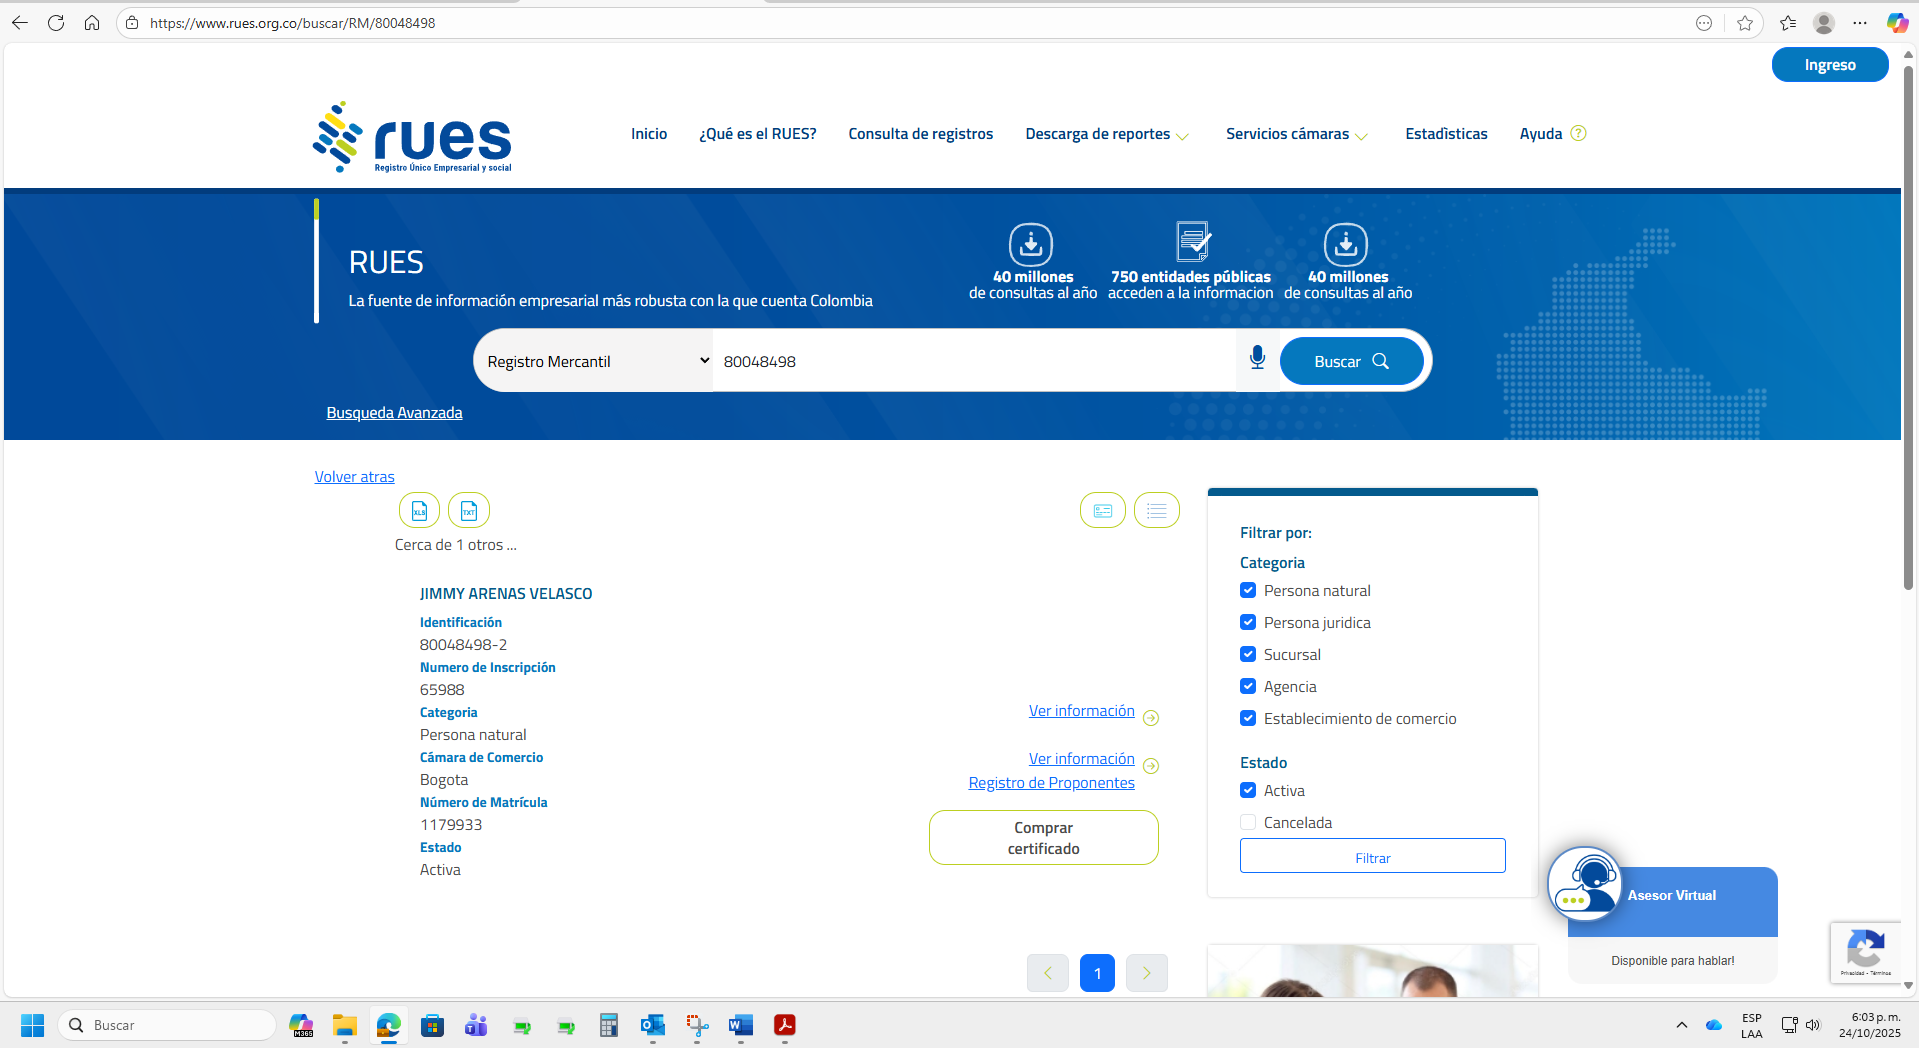 https://www.rues.org.co/buscar/RM/80048498
Ingreso
rues
Registro Único Empresarial y social
Inicio
¿Qué es el RUES?
Consulta de registros
Descarga de reportes
Servicios cámaras
Estadìsticas
Ayuda
RUES
La fuente de información empresarial más robusta con la que cuenta Colombia
40 millones
de consultas al año
750 entidades públicas
acceden a la informacion
40 millones
de consultas al año
Registro Mercantil
80048498
Buscar
Busqueda Avanzada
Volver atras
XLS
TXT
Cerca de 1 otros ...
JIMMY ARENAS VELASCO
Identificación
80048498-2
Numero de Inscripción
65988
Categoria
Persona natural
Cámara de Comercio
Bogota
Número de Matrícula
1179933
Estado
Activa
Ver información
Ver información
Registro de Proponentes
Comprar
certificado
1
Filtrar por:
Categoria
Persona natural
Persona juridica
Sucursal
Agencia
Establecimiento de comercio
Estado
Activa
Cancelada
Filtrar
Asesor Virtual
Disponible para hablar!
Privacidad - Términos
Buscar
M365
ESP
LAA
6:03 p. m.
24/10/2025